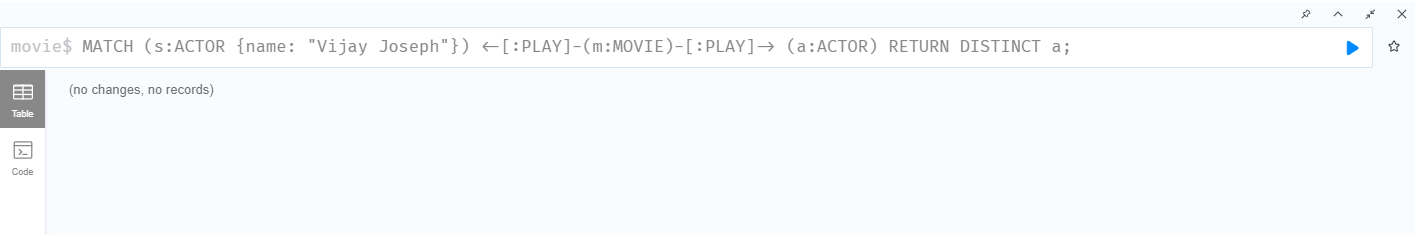 movie$ MATCH (s:ACTOR {name: "Vijay Joseph"}) <-[:PLAY]-(m:MOVIE)-[:PLAY]-> (a:ACTOR) RETURN DISTINCT a;
(no changes, no records)
Table
Code